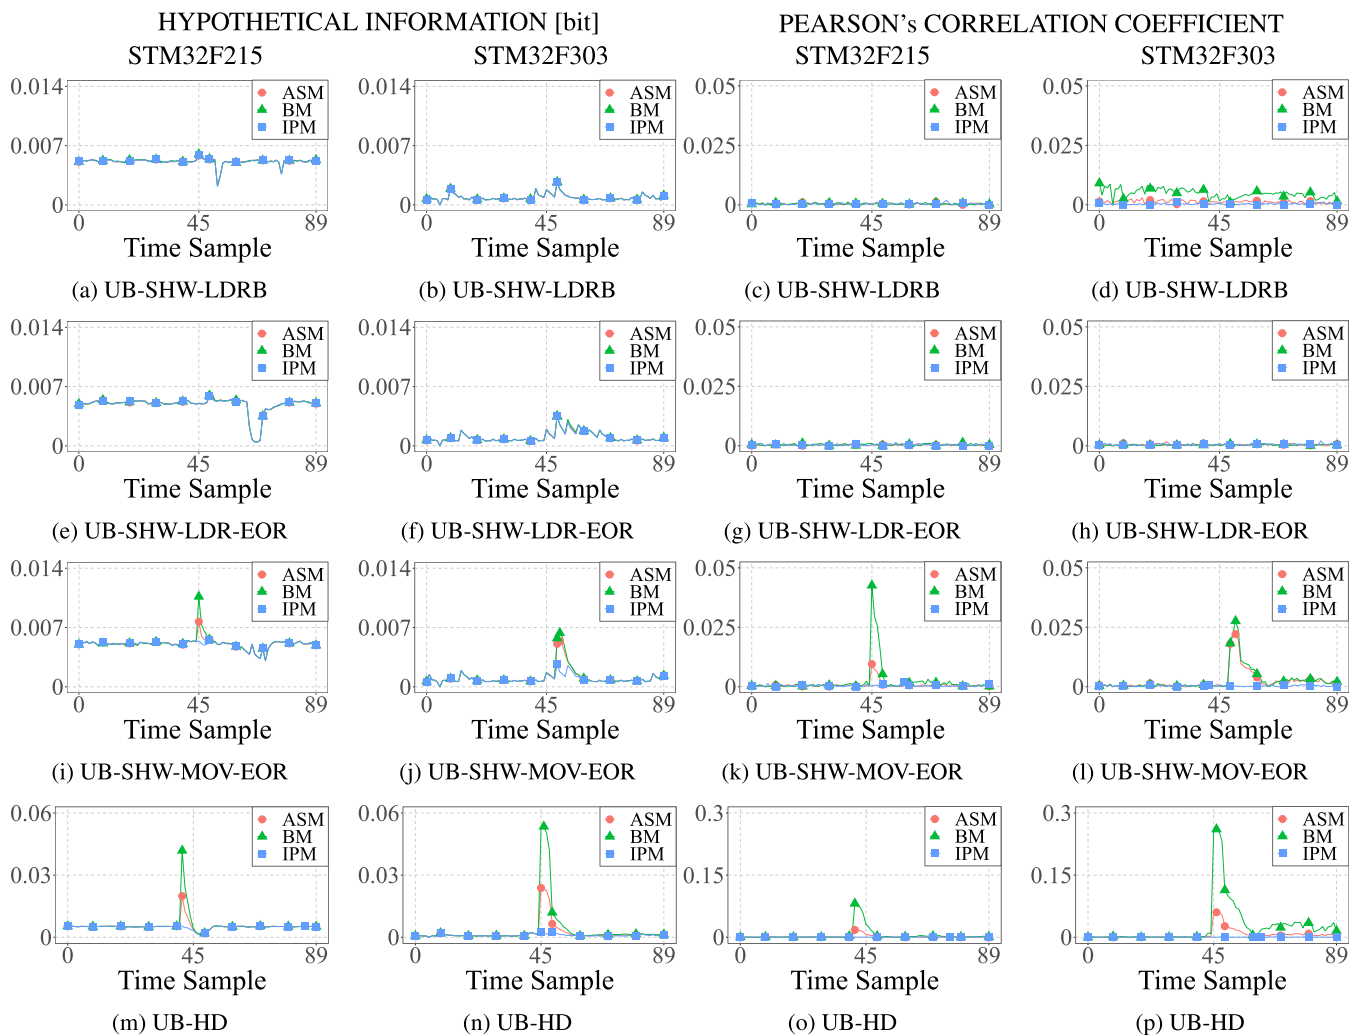 HYPOTHETICAL INFORMATION [bit] PEARSON's CORRELATION COEFFICIENT
STM32F215 STM32F303 STM32F215 STM32F303
0.014 ASM 0.014 ASM 0.05 ASM 0.05 ASM
BM BM BM BM
0.007 IPM 0.007 IPM 0.025 IPM 0.025 IPM
0 0 0 0
0 45 89 0 45 89 0 45 89 0 45 89
Time Sample Time Sample Time Sample Time Sample
(a) UB-SHW-LDRB (b) UB-SHW-LDRB (c) UB-SHW-LDRB (d) UB-SHW-LDRB
0.014 ASM 0.014 ASM 0.05 ASM 0.05 ASM
BM BM BM BM
0.007 IPM 0.007 IPM 0.025 IPM 0.025 IPM
0 0 0 0
0 45 89 0 45 89 0 45 89 0 45 89
Time Sample Time Sample Time Sample Time Sample
(e) UB-SHW-LDR-EOR (f) UB-SHW-LDR-EOR (g) UB-SHW-LDR-EOR (h) UB-SHW-LDR-EOR
0.014 ASM 0.014 ASM 0.05 ASM 0.05 ASM
BM BM BM BM
0.007 IPM 0.007 IPM 0.025 IPM 0.025 IPM
0 0 0 0
0 45 89 0 45 89 0 45 89 0 45 89
Time Sample Time Sample Time Sample Time Sample
(i) UB-SHW-MOV-EOR (j) UB-SHW-MOV-EOR (k) UB-SHW-MOV-EOR (l) UB-SHW-MOV-EOR
0.06 ASM 0.06 ASM 0.3 ASM 0.3 ASM
BM BM BM BM
0.03 IPM 0.03 IPM 0.15 IPM 0.15 IPM
0 0 0 0
0 45 89 0 45 89 0 45 89 0 45 89
Time Sample Time Sample Time Sample Time Sample
(m) UB-HD (n) UB-HD (o) UB-HD (p) UB-HD